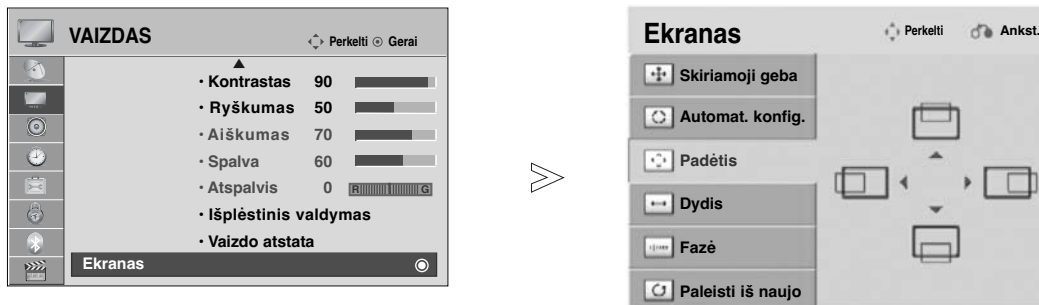 VAIZDAS
Perkelti Gerai
· Kontrastas 90
· Ryškumas 50
· Aiškumas 70
· Spalva 60
· Atspalvis 0 R G
· Išplėstinis valdymas
· Vaizdo atstata
Ekranas
Ekranas
Perkelti Ankst.
Skiriamoji geba
Automat. konfig.
Padėtis
Dydis
Fazė
Paleisti iš naujo